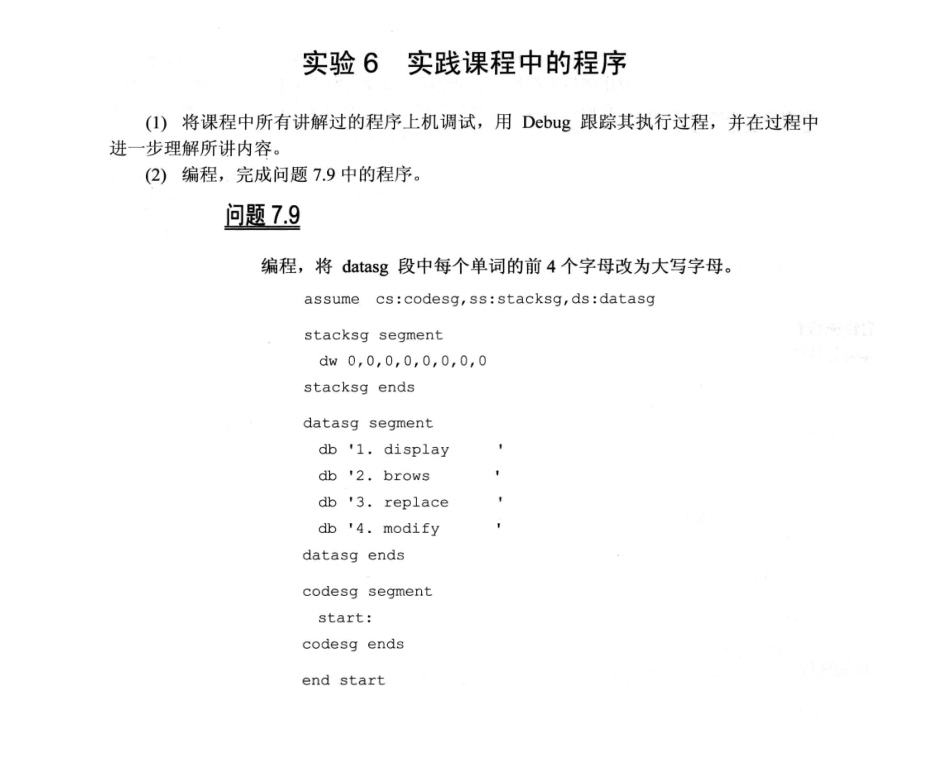 实验 6 实践课程中的程序
(1) 将课程中所有讲解过的程序上机调试，用 Debug 跟踪其执行过程，并在过程中
进一步理解所讲内容。
(2) 编程，完成问题 7.9 中的程序。
问题 7.9
编程，将 datasg 段中每个单词的前 4 个字母改为大写字母。
assume cs:codesg,ss:stacksg,ds:datasg
stacksg segment
dw 0,0,0,0,0,0,0,0
stacksg ends
datasg segment
db '1. display      '
db '2. brows        '
db '3. replace      '
db '4. modify       '
datasg ends
codesg segment
start:
codesg ends
end start